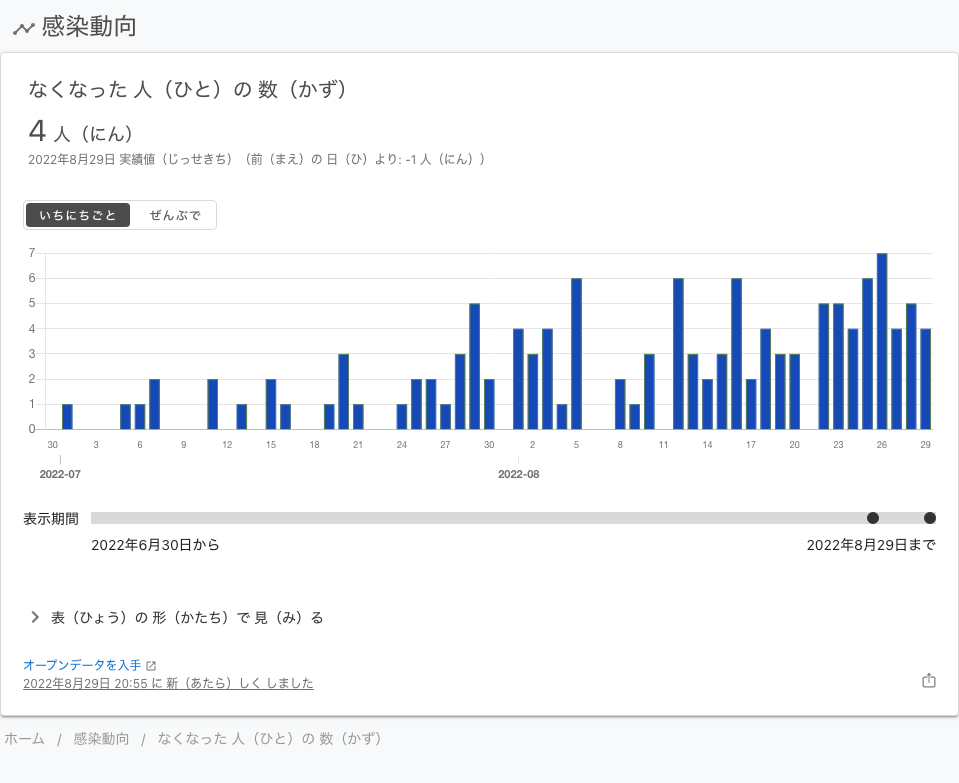 感染動向
なくなった 人（ひと）の 数（かず）
4 人（にん）
2022年8月29日 実績値（じっせきち）（前（まえ）の 日（ひ）より: -1 人（にん））
いちにちごと ぜんぶで
7
6
5
4
3
2
1
0
30 3 6 9 12 15 18 21 24 27 30 2 5 8 11 14 17 20 23 26 29
2022-07 2022-08
表示期間
2022年6月30日から 2022年8月29日まで
表（ひょう）の 形（かたち）で 見（み）る
オープンデータを入手
2022年8月29日 20:55 に 新（あたら）しく しました
ホーム / 感染動向 / なくなった 人（ひと）の 数（かず）